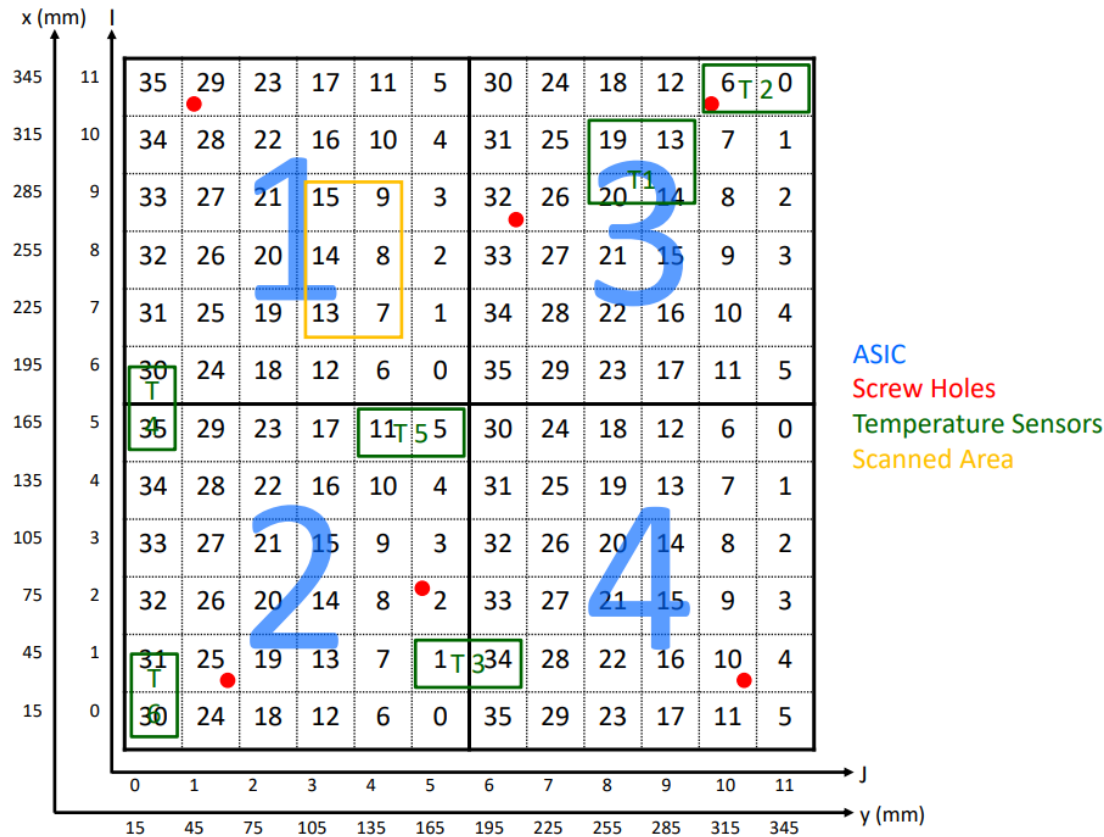 x (mm) I
345 11 35 29 23 17 11 5 30 24 18 12 6 T 2 0
315 10 34 28 22 16 10 4 31 25 19 13 7 1
T1
285 9 33 27 21 15 9 3 32 26 20 14 8 2
1 3
255 8 32 26 20 14 8 2 33 27 21 15 9 3
225 7 31 25 19 13 7 1 34 28 22 16 10 4
195 6 30 24 18 12 6 0 35 29 23 17 11 5
T
4
165 5 35 29 23 17 11 T 5 5 30 24 18 12 6 0
135 4 34 28 22 16 10 4 31 25 19 13 7 1
105 3 33 27 21 15 9 3 32 26 20 14 8 2
2 4
75 2 32 26 20 14 8 2 33 27 21 15 9 3
45 1 31 25 19 13 7 1 T 3 34 28 22 16 10 4
T
6
15 0 30 24 18 12 6 0 35 29 23 17 11 5
0 1 2 3 4 5 6 7 8 9 10 11 J
15 45 75 105 135 165 195 225 255 285 315 345 y (mm)
ASIC
Screw Holes
Temperature Sensors
Scanned Area